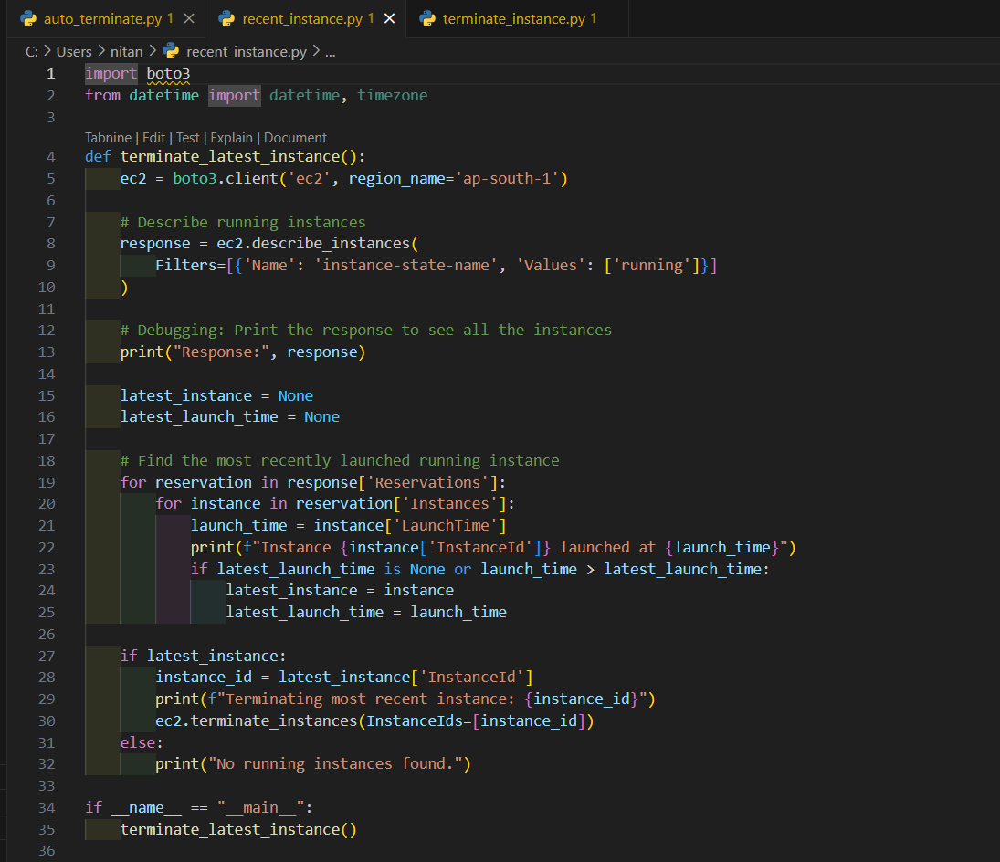 auto_terminate.py 1 × recent_instance.py 1 × terminate_instance.py 1
C: > Users > nitan > recent_instance.py > ...
1 import boto3
2 from datetime import datetime, timezone
3
Tabnine | Edit | Test | Explain | Document
4 def terminate_latest_instance():
5     ec2 = boto3.client('ec2', region_name='ap-south-1')
6
7     # Describe running instances
8     response = ec2.describe_instances(
9         Filters=[{'Name': 'instance-state-name', 'Values': ['running']}]
10     )
11
12     # Debugging: Print the response to see all the instances
13     print("Response:", response)
14
15     latest_instance = None
16     latest_launch_time = None
17
18     # Find the most recently launched running instance
19     for reservation in response['Reservations']:
20         for instance in reservation['Instances']:
21             launch_time = instance['LaunchTime']
22             print(f"Instance {instance['InstanceId']} launched at {launch_time}")
23             if latest_launch_time is None or launch_time > latest_launch_time:
24                 latest_instance = instance
25                 latest_launch_time = launch_time
26
27     if latest_instance:
28         instance_id = latest_instance['InstanceId']
29         print(f"Terminating most recent instance: {instance_id}")
30         ec2.terminate_instances(InstanceIds=[instance_id])
31     else:
32         print("No running instances found.")
33
34 if __name__ == "__main__":
35     terminate_latest_instance()
36